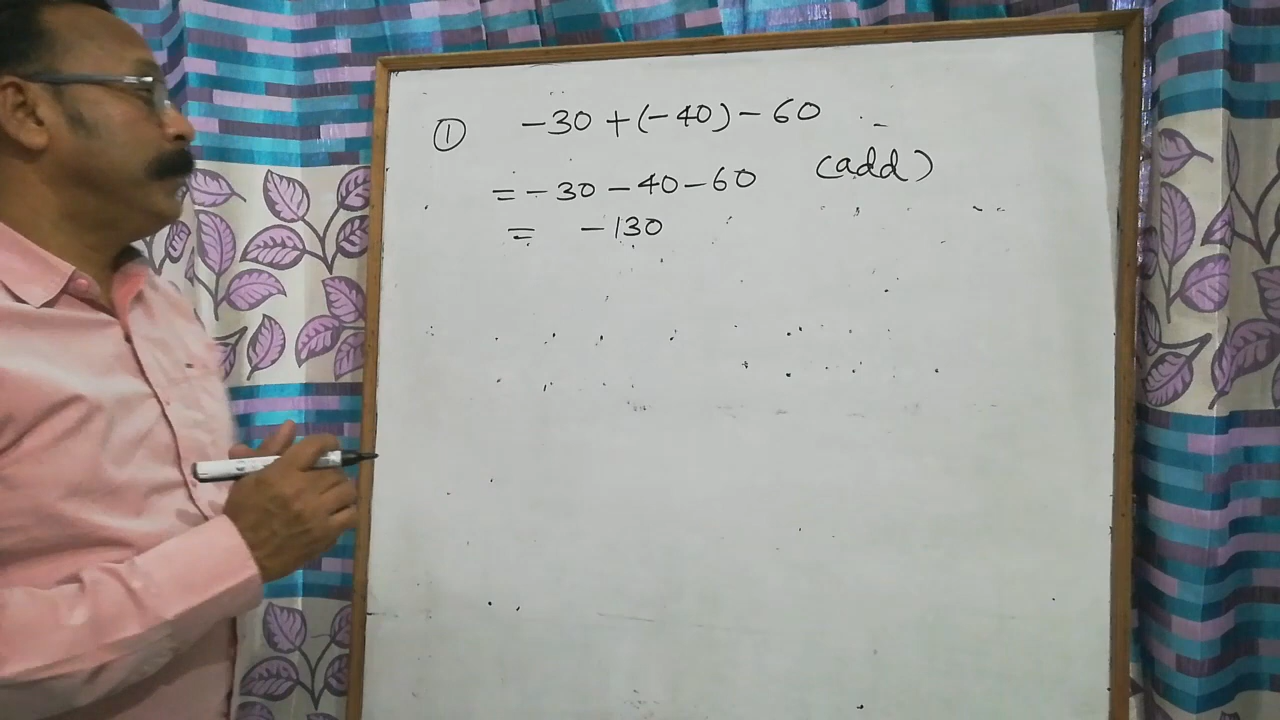 ① -30+(-40)-60
= -30-40-60 (add)
= -130